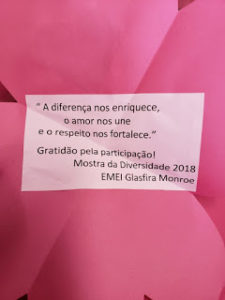 " A diferença nos enriquece,
o amor nos une
e o respeito nos fortalece.”
Gratidão pela participação!
Mostra da Diversidade 2018
EMEI Glasfira Monroe